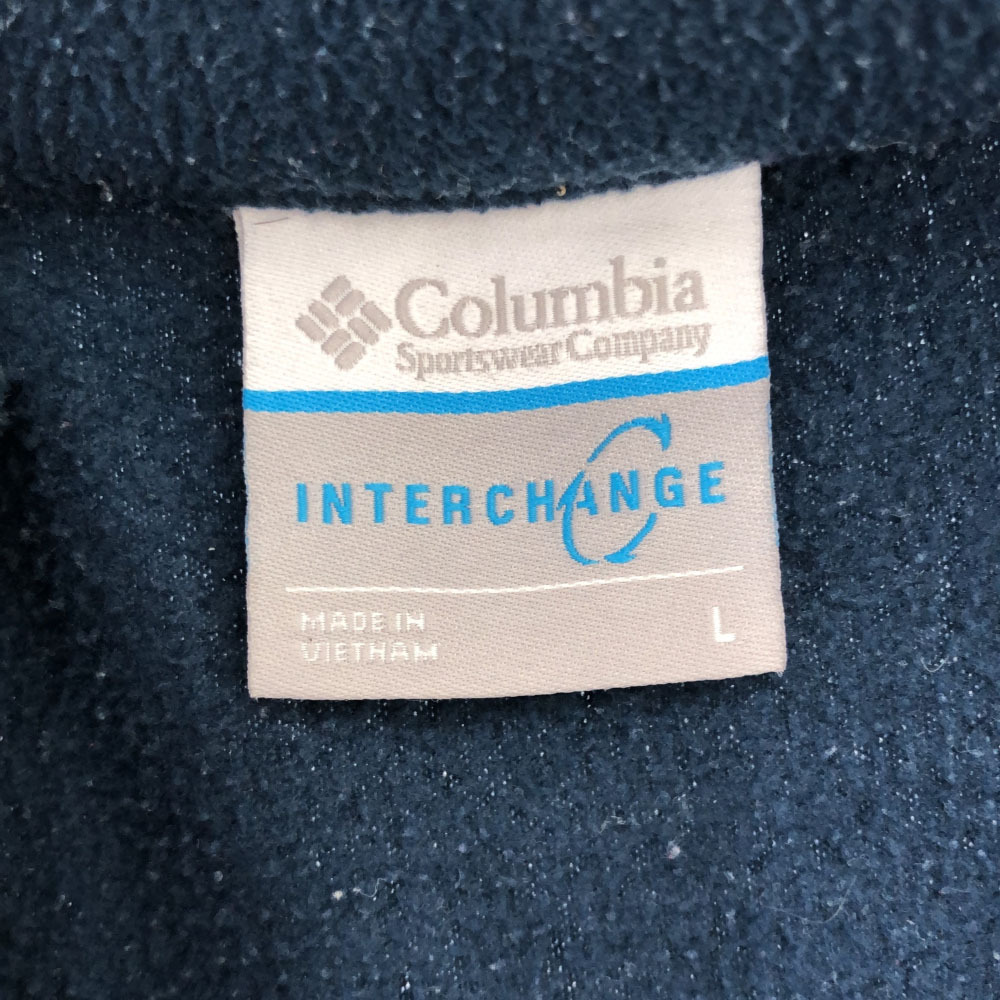 Columbia
Sportswear Company
INTERCHANGE
MADE IN
VIETNAM
L